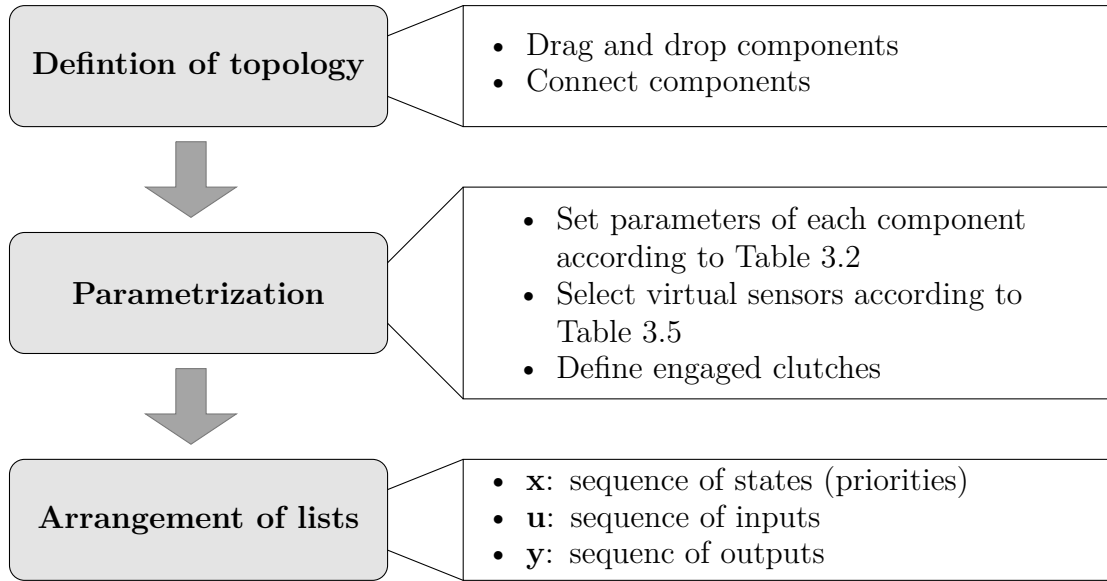 Defintion of topology
• Drag and drop components
• Connect components
Parametrization
• Set parameters of each component
according to Table 3.2
• Select virtual sensors according to
Table 3.5
• Define engaged clutches
Arrangement of lists
• x: sequence of states (priorities)
• u: sequence of inputs
• y: sequenc of outputs